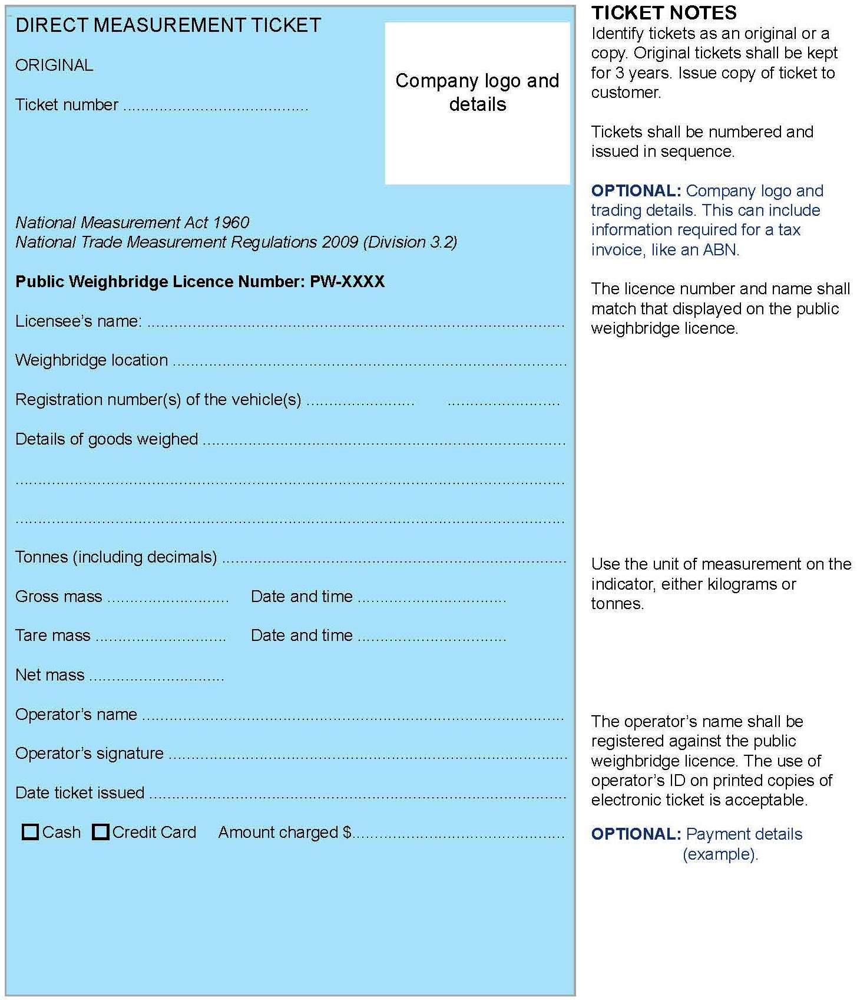 DIRECT MEASUREMENT TICKET
ORIGINAL
Ticket number .........................................
Company logo and
details
National Measurement Act 1960
National Trade Measurement Regulations 2009 (Division 3.2)
Public Weighbridge Licence Number: PW-XXXX
Licensee’s name: ............................................................................................
Weighbridge location .......................................................................................
Registration number(s) of the vehicle(s) ........................ .........................
Details of goods weighed ................................................................................
.........................................................................................................................
.........................................................................................................................
Tonnes (including decimals) ............................................................................
Gross mass ........................... Date and time .................................
Tare mass ............................. Date and time .................................
Net mass ..............................
Operator’s name .............................................................................................
Operator’s signature ........................................................................................
Date ticket issued ............................................................................................
Cash Credit Card Amount charged $...............................................
TICKET NOTES
Identify tickets as an original or a
copy. Original tickets shall be kept
for 3 years. Issue copy of ticket to
customer.
Tickets shall be numbered and
issued in sequence.
OPTIONAL: Company logo and
trading details. This can include
information required for a tax
invoice, like an ABN.
The licence number and name shall
match that displayed on the public
weighbridge licence.
Use the unit of measurement on the
indicator, either kilograms or
tonnes.
The operator’s name shall be
registered against the public
weighbridge licence. The use of
operator’s ID on printed copies of
electronic ticket is acceptable.
OPTIONAL: Payment details
(example).